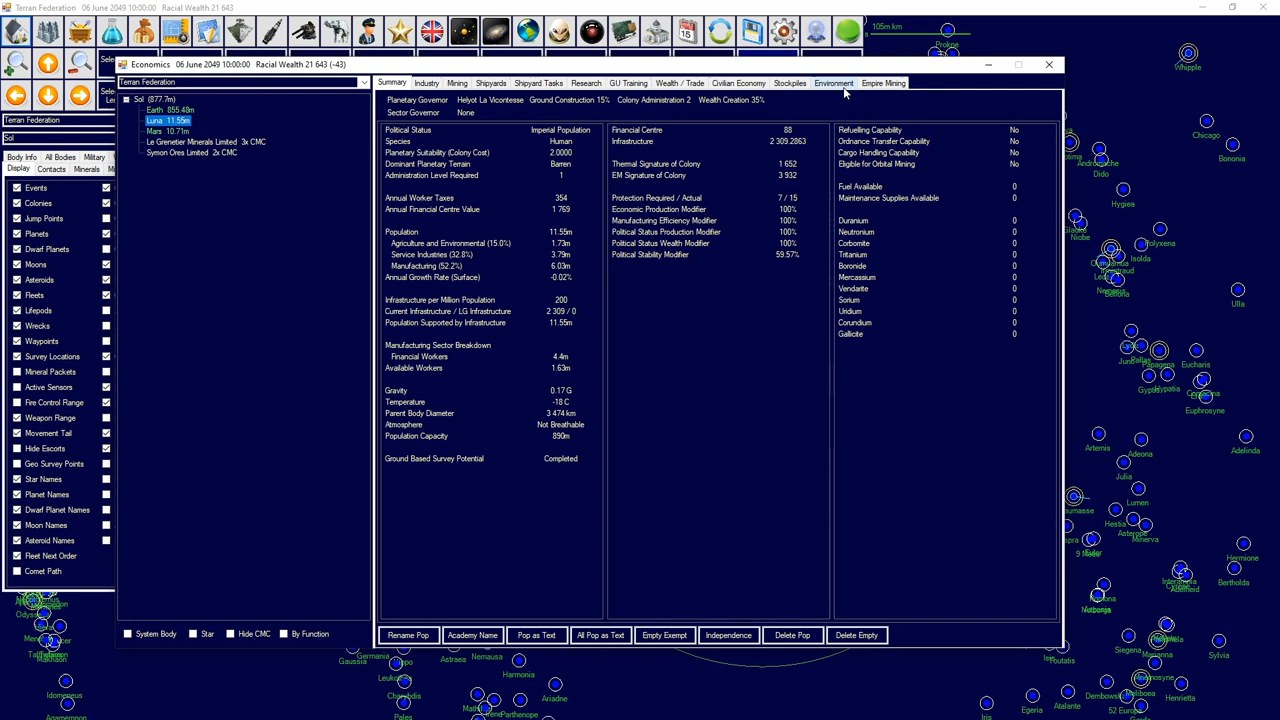 Terran Federation 06 June 2049 10:00:00 Racial Wealth 21 643
105m km
Prokne
Whipple
Chicago
Bononia
Hygiea
Polyxena
Isolda
Ulla
Economics 06 June 2049 10:00:00 Racial Wealth 21 643 (-43)
Terran Federation
Sol (877.7m)
Earth 855.48m
Luna 11.55m
Mars 10.71m
Le Grenetier Minerals Limited 3x CMC
Symon Ores Limited 2x CMC
System Body
Star
Hide CMC
By Function
Summary
Industry
Mining
Shipyards
Shipyard Tasks
Research
GU Training
Wealth / Trade
Civilian Economy
Stockpiles
Environment
Empire Mining
Planetary Governor Helyot La Vicontesse Ground Construction 15% Colony Administration 2 Wealth Creation 35%
Sector Governor None
Political Status Imperial Population
Species Human
Planetary Suitability (Colony Cost) 2.0000
Dominant Planetary Terrain Barren
Administration Level Required 1
Annual Worker Taxes 354
Annual Financial Centre Value 1 769
Population 11.55m
Agriculture and Environmental (15.0%) 1.73m
Service Industries (32.8%) 3.79m
Manufacturing (52.2%) 6.03m
Annual Growth Rate (Surface) -0.02%
Infrastructure per Million Population 200
Current Infrastructure / LG Infrastructure 2 309 / 0
Population Supported by Infrastructure 11.55m
Manufacturing Sector Breakdown
Financial Workers 4.4m
Available Workers 1.63m
Gravity 0.17 G
Temperature -18 C
Parent Body Diameter 3 474 km
Atmosphere Not Breathable
Population Capacity 890m
Ground Based Survey Potential Completed
Financial Centre 88
Infrastructure 2 309.2863
Thermal Signature of Colony 1 652
EM Signature of Colony 3 932
Protection Required / Actual 7 / 15
Economic Production Modifier 100%
Manufacturing Efficiency Modifier 100%
Political Status Production Modifier 100%
Political Status Wealth Modifier 100%
Political Stability Modifier 59.57%
Refuelling Capability No
Ordnance Transfer Capability No
Cargo Handling Capability No
Eligible for Orbital Mining No
Fuel Available 0
Maintenance Supplies Available 0
Duranium 0
Neutronium 0
Corbomite 0
Tritanium 0
Boronide 0
Mercassium 0
Vendarite 0
Sorium 0
Uridium 0
Corundium 0
Gallicite 0
Rename Pop
Academy Name
Pop as Text
All Pop as Text
Empty Exempt
Independence
Delete Pop
Delete Empty
Terran Federation
Sol
Body Info
All Bodies
Military
Display
Contacts
Minerals
Events
Colonies
Jump Points
Planets
Dwarf Planets
Moons
Asteroids
Fleets
Lifepods
Wrecks
Waypoints
Survey Locations
Mineral Packets
Active Sensors
Fire Control Range
Weapon Range
Movement Tail
Hide Escorts
Geo Survey Points
Star Names
Planet Names
Dwarf Planet Names
Moon Names
Asteroid Names
Fleet Next Order
Comet Path
Papagena
Eucharis
Hypatia
Euphrosyne
Artemis
Adeona
Adelinda
Julia
Lumen
Hestia
Asterope
Minerva
Hermione
Bertholda
Siegena
Sylvia
Marianna
Henrietta
52 Europa
Atalante
Egeria
Iris
Germania
Gaussia
Astraea
Nemausa
Harmonia
Ariadne
Parthenope
Pales
Idomeneus
Agamemnon